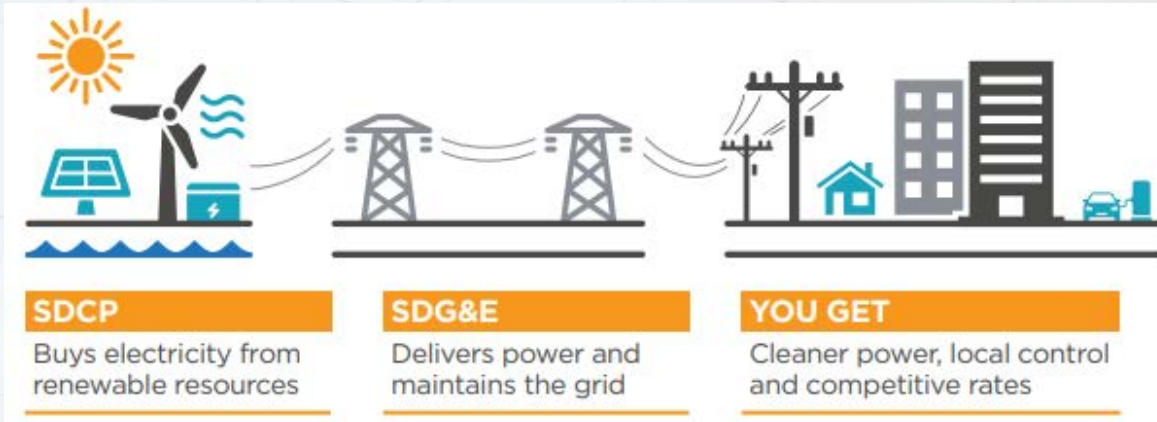 SDCP
Buys electricity from
renewable resources
SDG&E
Delivers power and
maintains the grid
YOU GET
Cleaner power, local control
and competitive rates